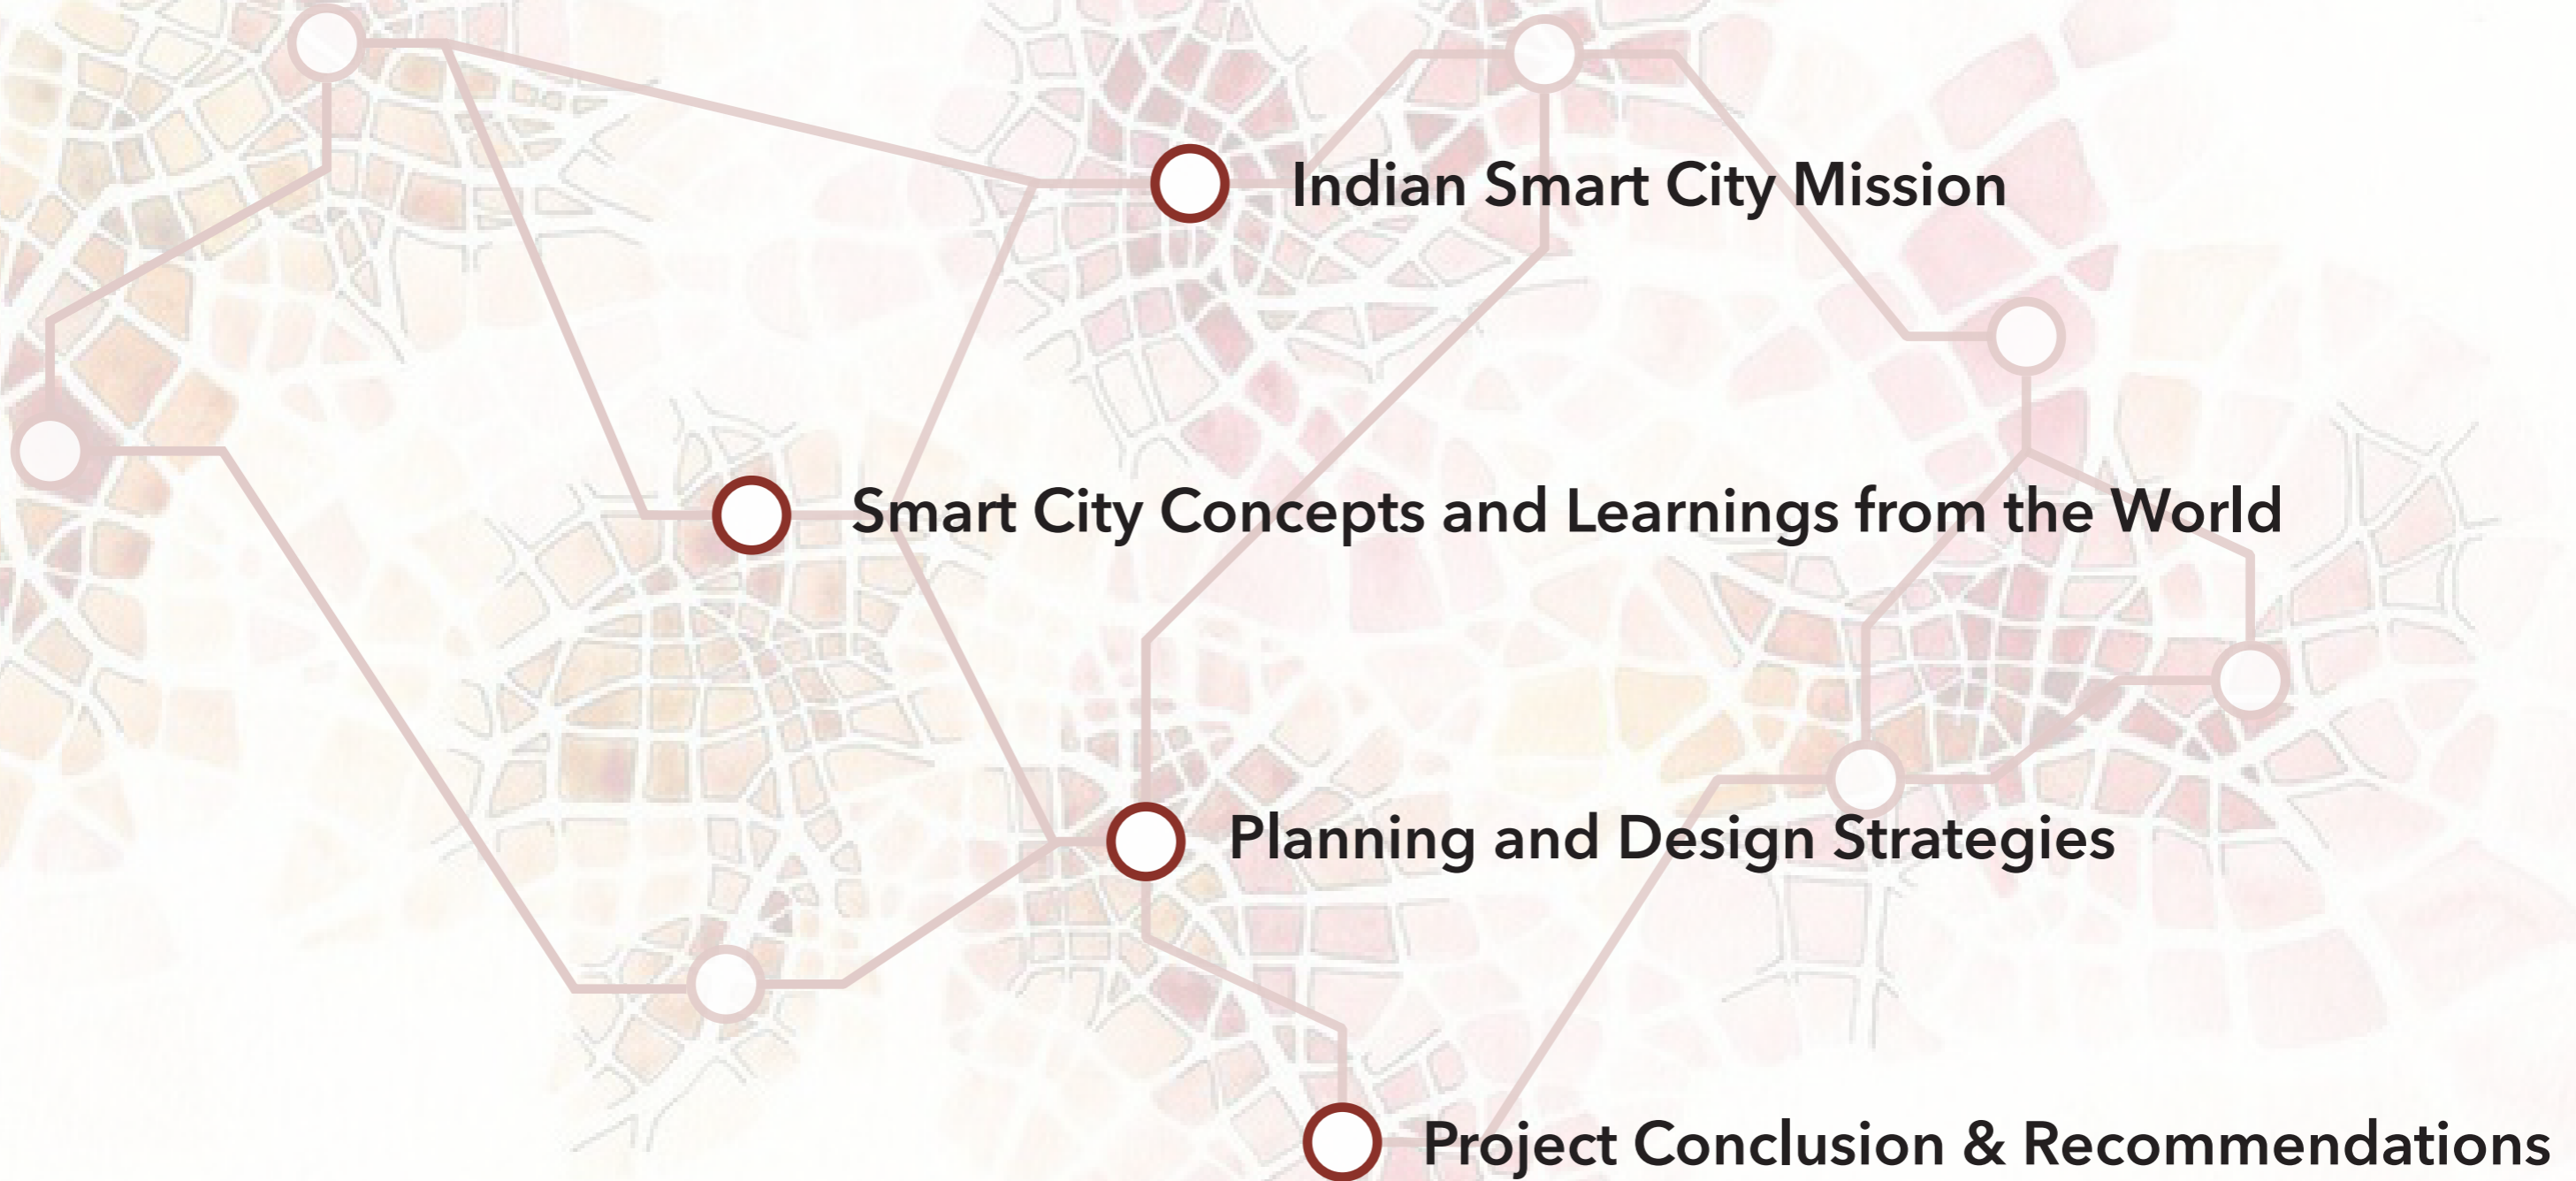 Indian Smart City Mission
Smart City Concepts and Learnings from the World
Planning and Design Strategies
Project Conclusion & Recommendations